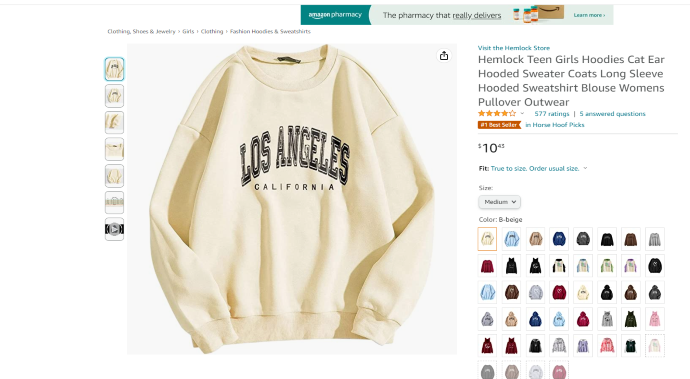 amazon pharmacy
The pharmacy that really delivers
Learn more ›
Clothing, Shoes & Jewelry › Girls › Clothing › Fashion Hoodies & Sweatshirts
Visit the Hemlock Store
Hemlock Teen Girls Hoodies Cat Ear
Hooded Sweater Coats Long Sleeve
Hooded Sweatshirt Blouse Womens
Pullover Outwear
577 ratings | 5 answered questions
#1 Best Seller in Horse Hoof Picks
$10
Fit: True to size. Order usual size.
Size:
Medium
Color: B-beige
LOS ANGELES
CALIFORNIA